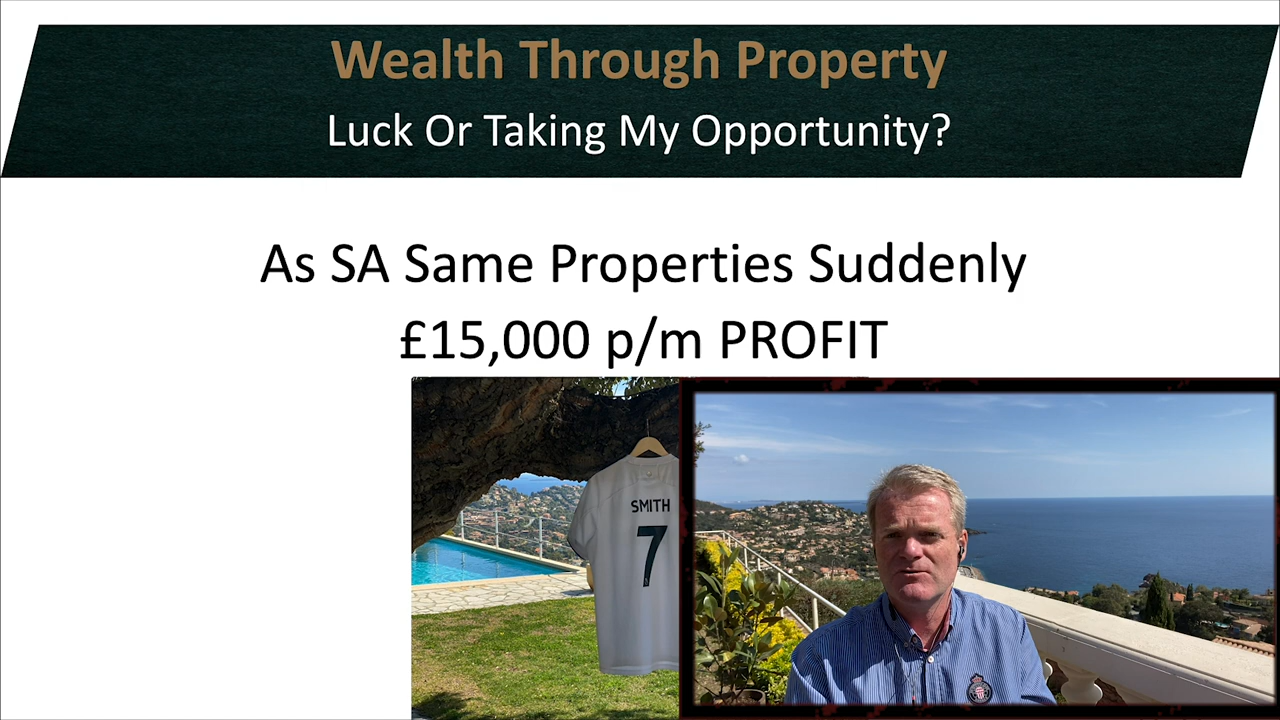 Wealth Through Property
Luck Or Taking My Opportunity?
As SA Same Properties Suddenly
£15,000 p/m PROFIT
SMITH
7